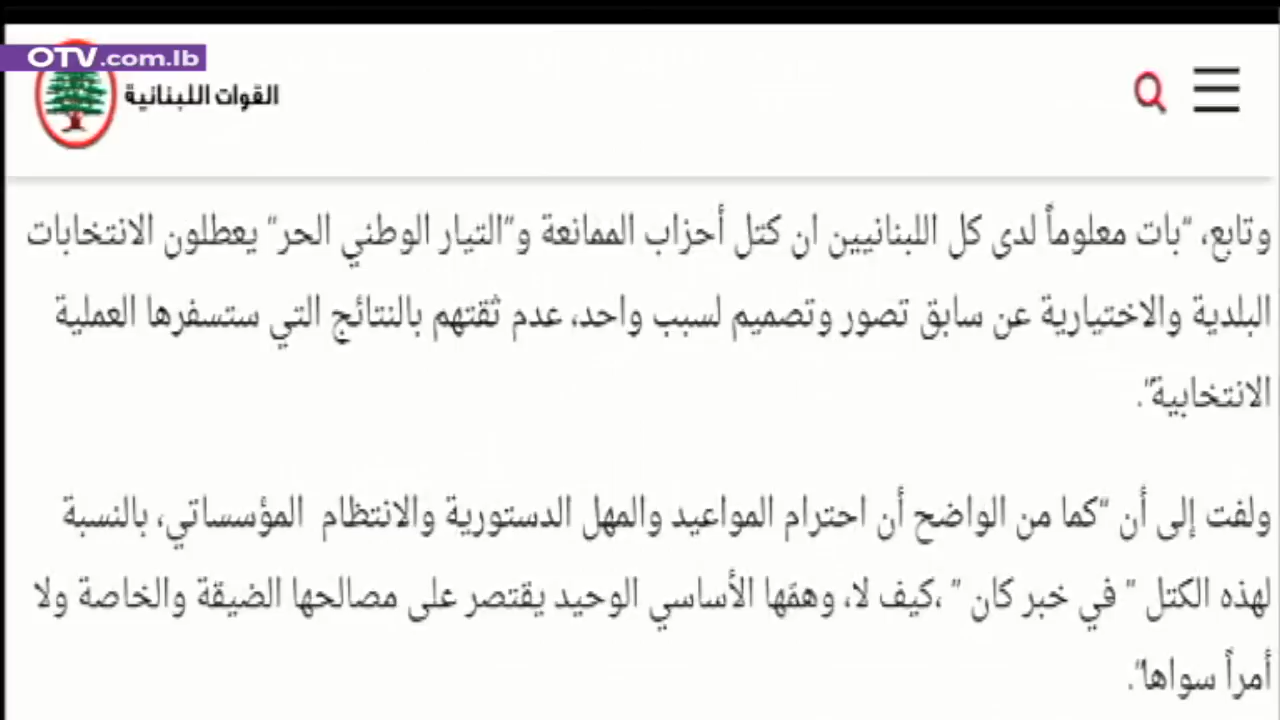 OTV.com.lb
القوات اللبنانية
وتابع، “بات معلوماً لدى كل اللبنانيين ان كتل أحزاب الممانعة و”التيار الوطني الحر” يعطلون الانتخابات
البلدية والاختيارية عن سابق تصور وتصميم لسبب واحد، عدم ثقتهم بالنتائج التي ستسفرها العملية
الانتخابية”.
ولفت إلى أن “كما من الواضح أن احترام المواعيد والمهل الدستورية والانتظام المؤسساتي، بالنسبة
لهذه الكتل ” في خبر كان ” ،كيف لا، وهمّها الأساسي الوحيد يقتصر على مصالحها الضيقة والخاصة ولا
أمراً سواها”.